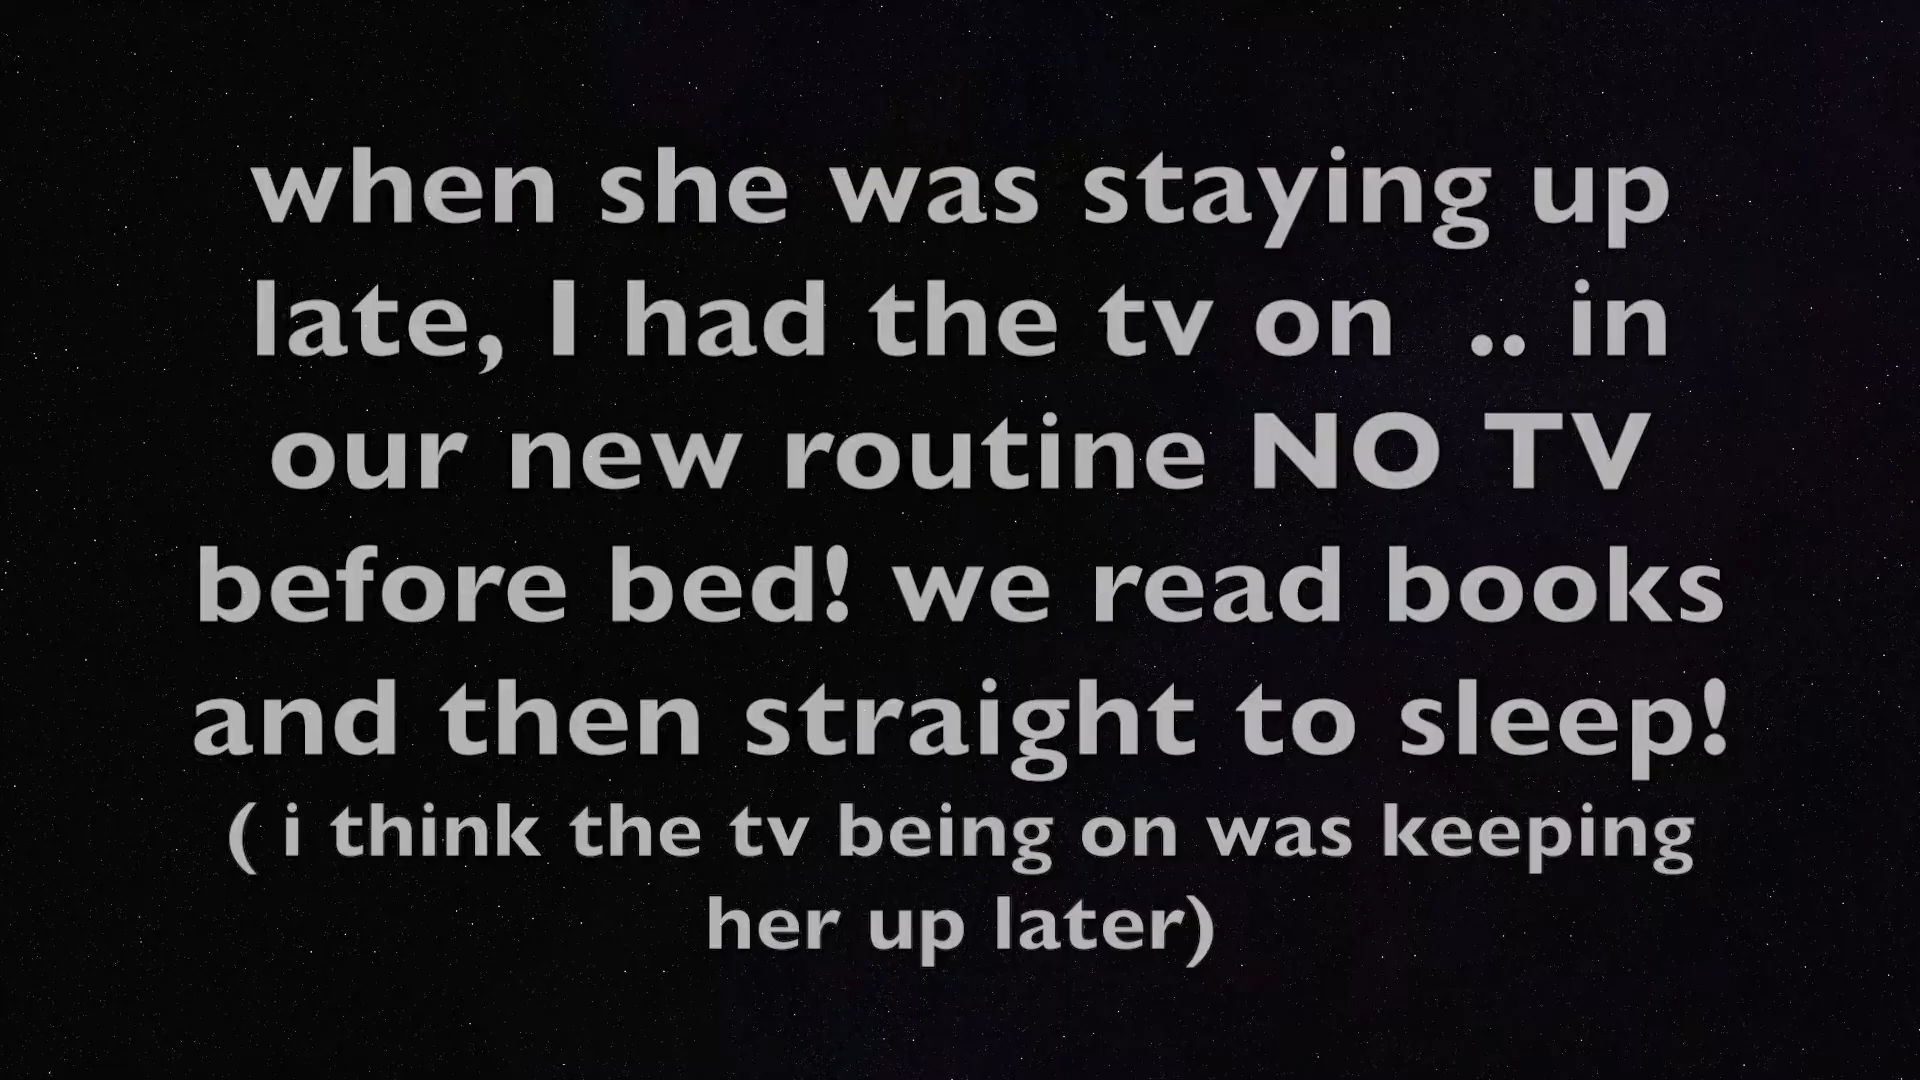 when she was staying up
late, I had the tv on  .. in
our new routine NO TV
before bed! we read books
and then straight to sleep!
( i think the tv being on was keeping
her up later)